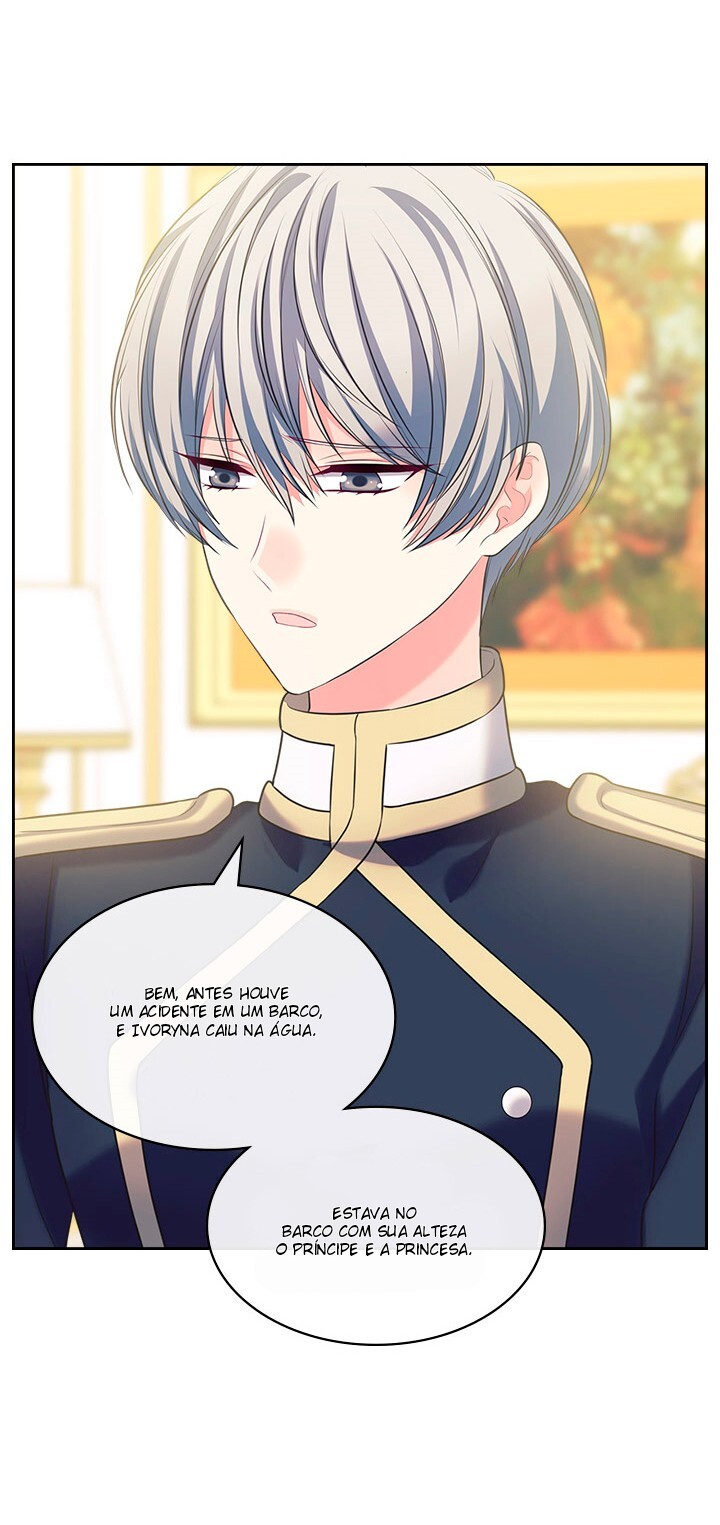 BEM, ANTES HOUVE
UM ACIDENTE EM UM BARCO,
E IVORYNA CAIU NA ÁGUA.
ESTAVA NO
BARCO COM SUA ALTEZA
O PRÍNCIPE E A PRINCESA.